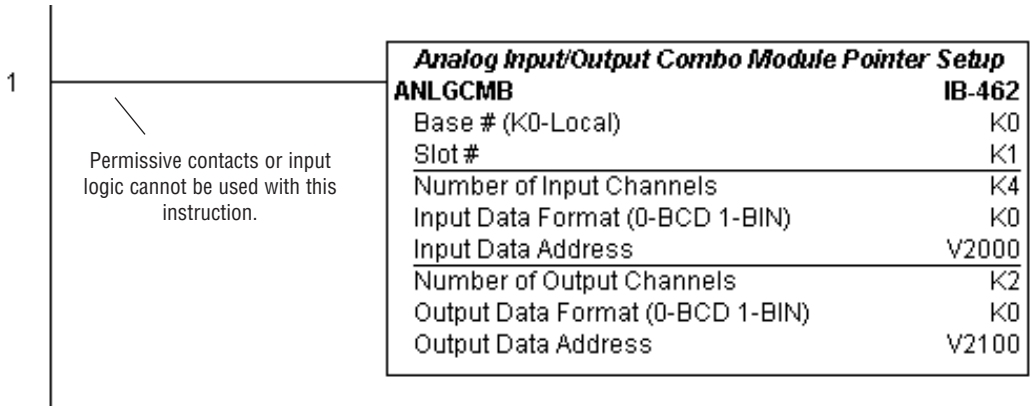 1
Permissive contacts or input
logic cannot be used with this
instruction.
Analog Input/Output Combo Module Pointer Setup
ANLGCMB IB-462
Base # (K0-Local) K0
Slot # K1
Number of Input Channels K4
Input Data Format (0-BCD 1-BIN) K0
Input Data Address V2000
Number of Output Channels K2
Output Data Format (0-BCD 1-BIN) K0
Output Data Address V2100